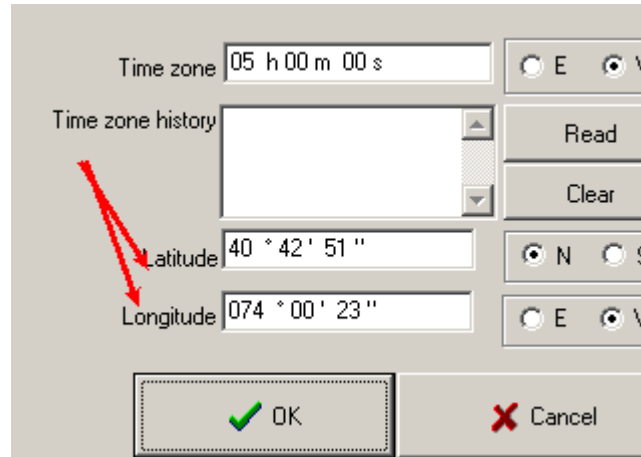 Time zone 05 h 00 m 00 s E
Time zone history Read
Clear
Latitude 40 ° 42 ' 51 " N
Longitude 074 ° 00 ' 23 " E
OK Cancel